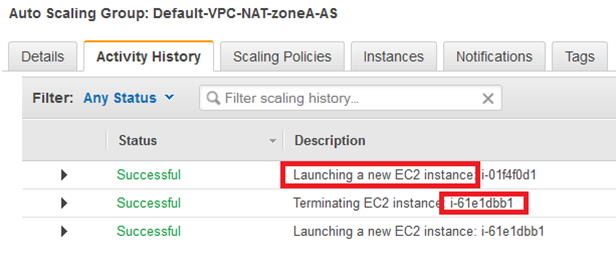 Auto Scaling Group: Default-VPC-NAT-zoneA-AS
Details Activity History Scaling Policies Instances Notifications Tags
Filter: Any Status Filter scaling history...
Status Description
Successful Launching a new EC2 instance: i-01f4f0d1
Successful Terminating EC2 instance: i-61e1dbb1
Successful Launching a new EC2 instance: i-61e1dbb1